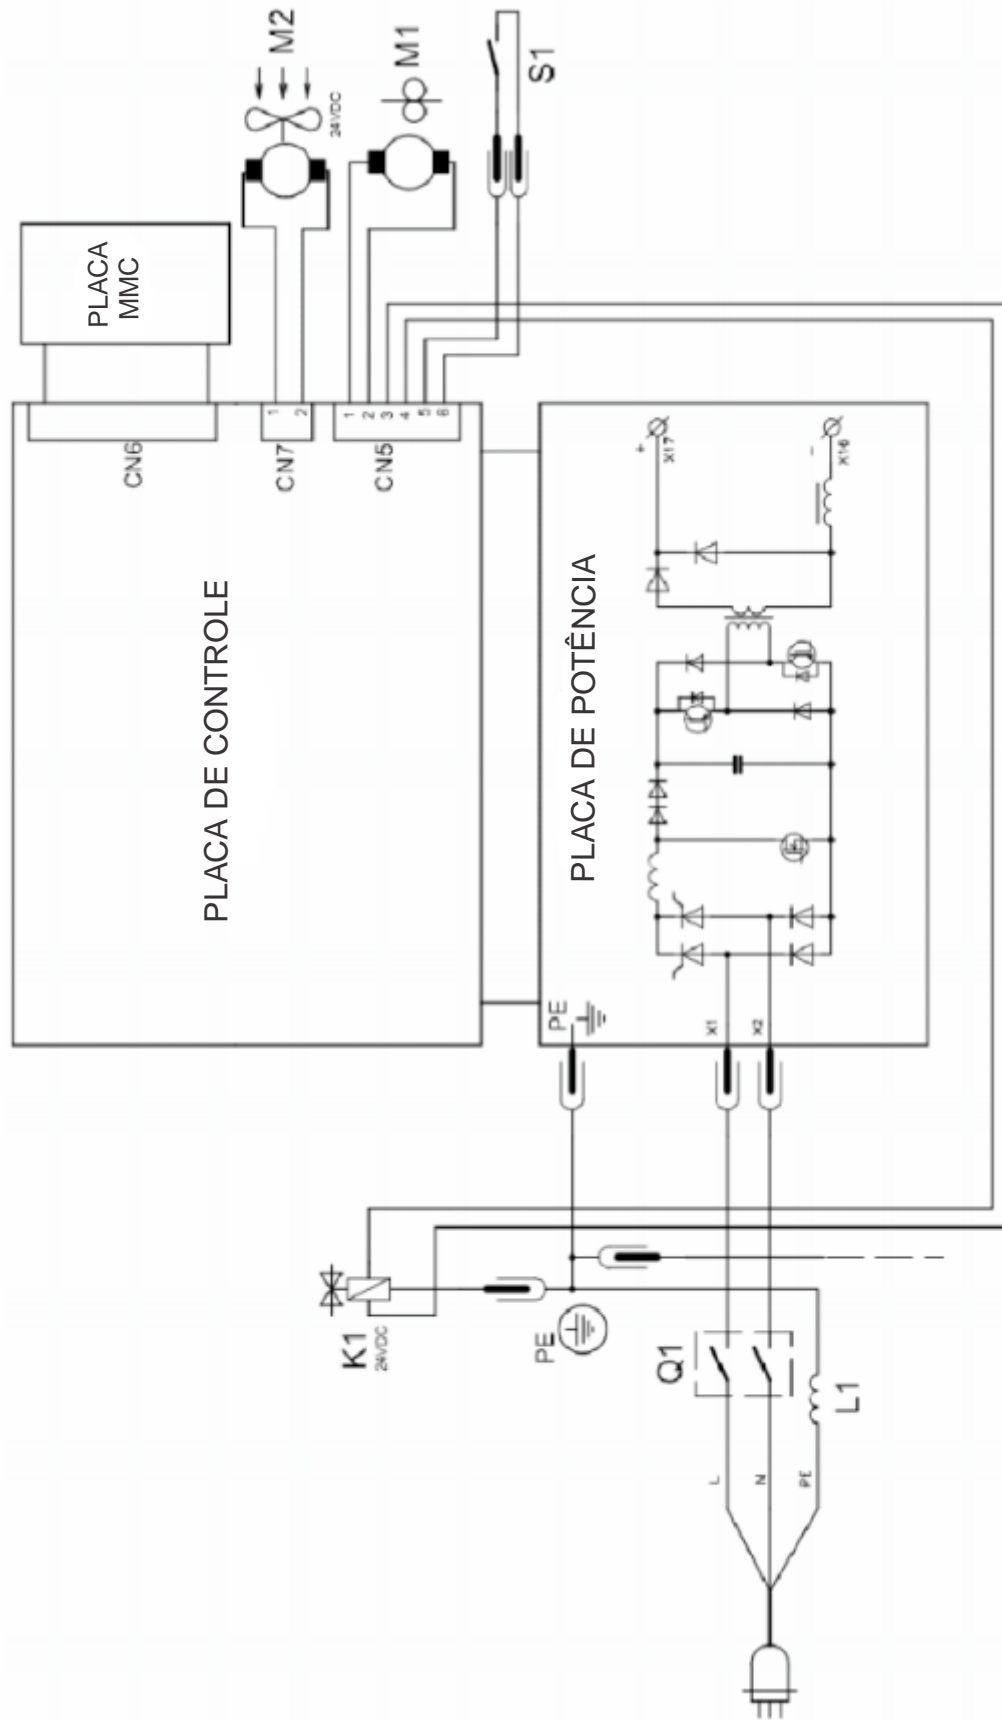 M2
24VDC
M1
S1
PLACA
MMC
CN6
1
2
CN7
1
2
3
4
5
6
CN5
PLACA DE CONTROLE
PLACA DE POTÊNCIA
+
X17
-
X16
PE
X1
X2
K1
24VDC
PE
Q1
L1
L
N
PE